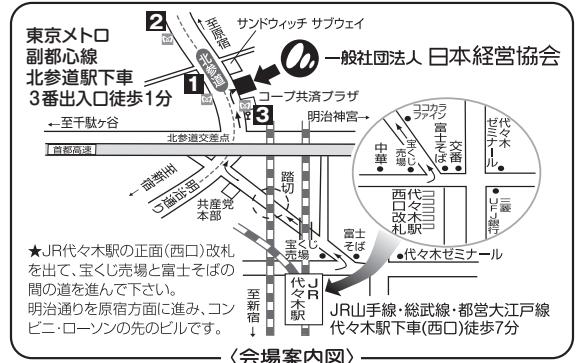 東京メトロ
副都心線
北参道駅下車
3番出入口徒歩1分
2
至原宿
サンドウィッチ サブウェイ
北参道
一般社団法人 日本経営協会
1
コープ共済プラザ
3
←至千駄ヶ谷
明治神宮→
北参道交差点
首都高速
至新宿
明治通り
共産党
本部
踏切
宝くじ
売場
富士
そば
代々木ゼミナール
ココカラ
ファイン
中華
宝くじ
売場
富士そば
交番
代々木
ゼミナール
代々木駅
西口改札
三菱
UFJ銀行
★JR代々木駅の正面(西口)改札
を出て、宝くじ売場と富士そばの
間の道を進んで下さい。
明治通りを原宿方面に進み、コン
ビニ・ローソンの先のビルです。
至新宿
↓
JR
代々木駅
JR山手線・総武線・都営大江戸線
代々木駅下車(西口)徒歩7分
〈会場案内図〉